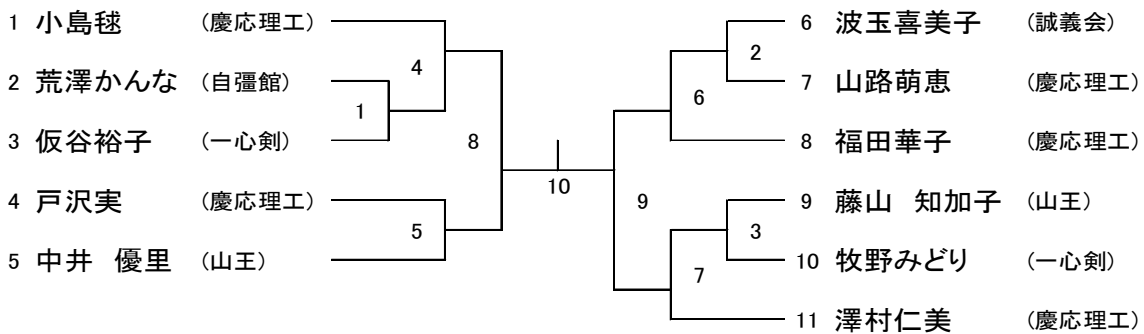 1 小島毬 (慶応理工)
2 荒澤かんな (自彊館)
3 仮谷裕子 (一心剣)
4 戸沢実 (慶応理工)
5 中井 優里 (山王)
4
1
8
5
10
6 波玉喜美子 (誠義会)
7 山路萌恵 (慶応理工)
8 福田華子 (慶応理工)
9 藤山 知加子 (山王)
10 牧野みどり (一心剣)
11 澤村仁美 (慶応理工)
2
6
9
3
7